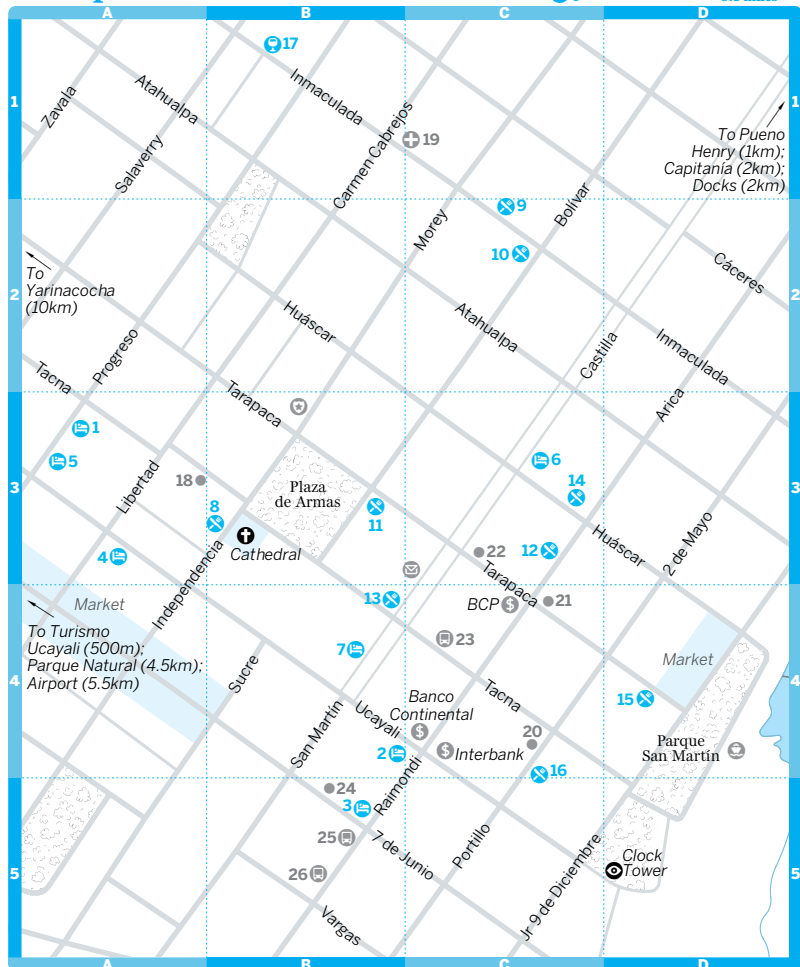 A
B
C
D
1
1
17
Zavala
Atahualpa
Inmaculada
Salaverry
Carmen Cabrejos
19
To Pueno
Henry (1km);
Capitanía (2km);
Docks (2km)
Morey
9
Bolívar
10
2
2
To
Yarinacocha
(10km)
Cáceres
Huáscar
Atahualpa
Inmaculada
Castilla
Progreso
Tacna
Tarapaca
Arica
1
5
6
14
3
3
Libertad
18
8
Plaza
de Armas
11
Cathedral
22
12
Huáscar
2 de Mayo
4
Independencia
Tarapaca
Market
13
BCP
21
To Turismo
Ucayali (500m);
Parque Natural (4.5km);
Airport (5.5km)
23
7
Market
4
4
Sucre
Tacna
Banco
Continental
15
San Martín
Ucayali
20
Parque
San Martín
2
Interbank
16
24
3
Raimondi
25
7 de Junio
Portillo
Clock
Tower
26
5
5
Vargas
Jr 9 de Diciembre
A
B
C
D